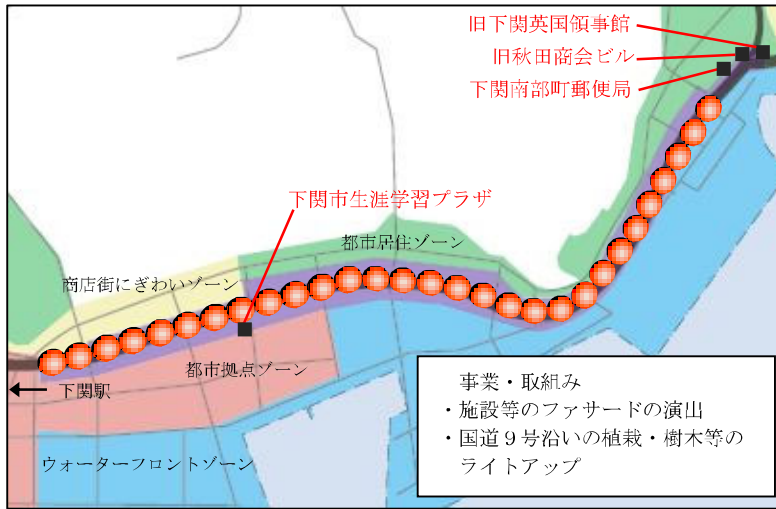 旧下関英国領事館
旧秋田商会ビル
下関南部町郵便局
下関市生涯学習プラザ
都市居住ゾーン
商店街にぎわいゾーン
都市拠点ゾーン
下関駅
ウォーターフロントゾーン
事業・取組み
・施設等のファサードの演出
・国道９号沿いの植栽・樹木等の
ライトアップ